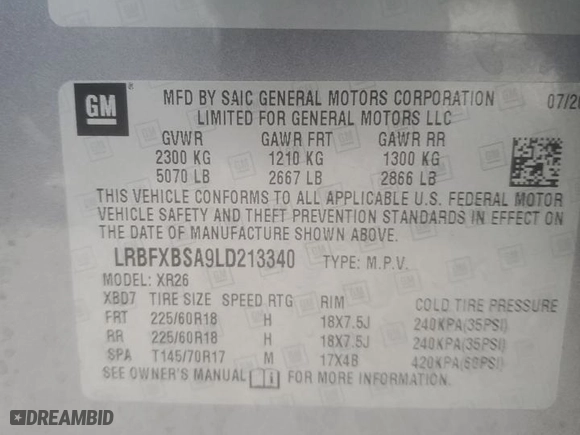 GM
MFD BY SAIC GENERAL MOTORS CORPORATION 07/20
LIMITED FOR GENERAL MOTORS LLC
GVWR GAWR FRT GAWR RR
2300 KG 1210 KG 1300 KG
5070 LB 2667 LB 2866 LB
THIS VEHICLE CONFORMS TO ALL APPLICABLE U.S. FEDERAL MOTOR
VEHICLE SAFETY AND THEFT PREVENTION STANDARDS IN EFFECT ON
THE DATE OF MANUFACTURE SHOWN ABOVE.
LRBFXBSA9LD213340 TYPE: M.P.V.
MODEL: XR26
XBD7 TIRE SIZE SPEED RTG RIM COLD TIRE PRESSURE
FRT 225/60R18 H 18X7.5J 240KPA(35PSI)
RR 225/60R18 H 18X7.5J 240KPA(35PSI)
SPA T145/70R17 M 17X4B 420KPA(60PSI)
SEE OWNER'S MANUAL FOR MORE INFORMATION.
DREAMBID